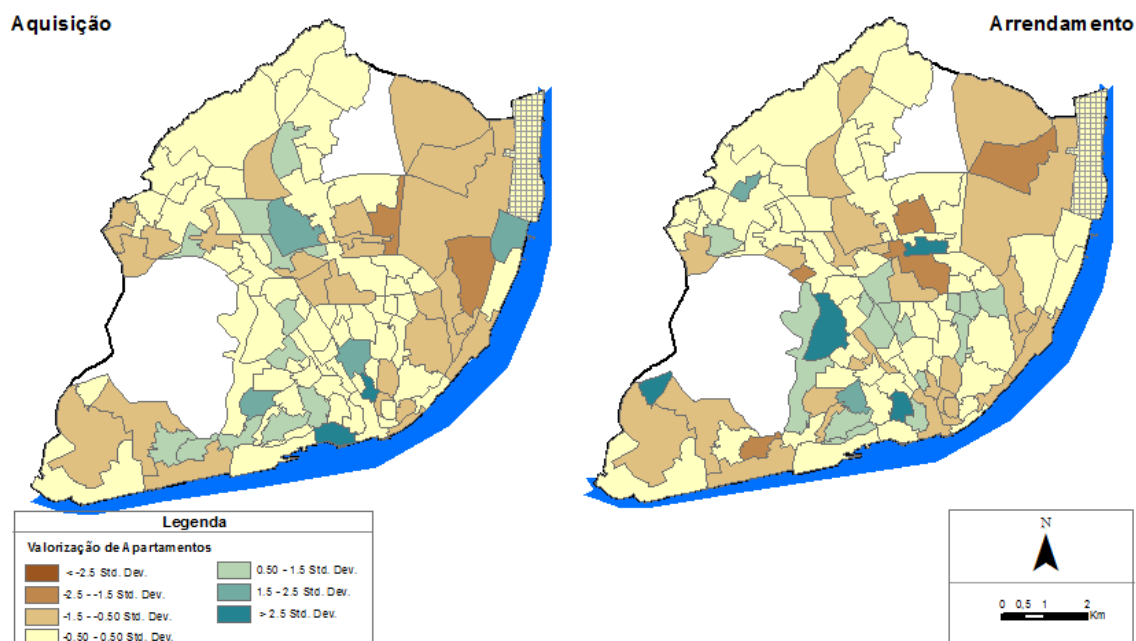 Aquisição
Arrendamento
Legenda
Valorização de Apartamentos
< -2.5 Std. Dev.
-2.5 - -1.5 Std. Dev.
-1.5 - -0.50 Std. Dev.
-0.50 - 0.50 Std. Dev.
0.50 - 1.5 Std. Dev.
1.5 - 2.5 Std. Dev.
> 2.5 Std. Dev.
N
0 0,5 1 2
Km